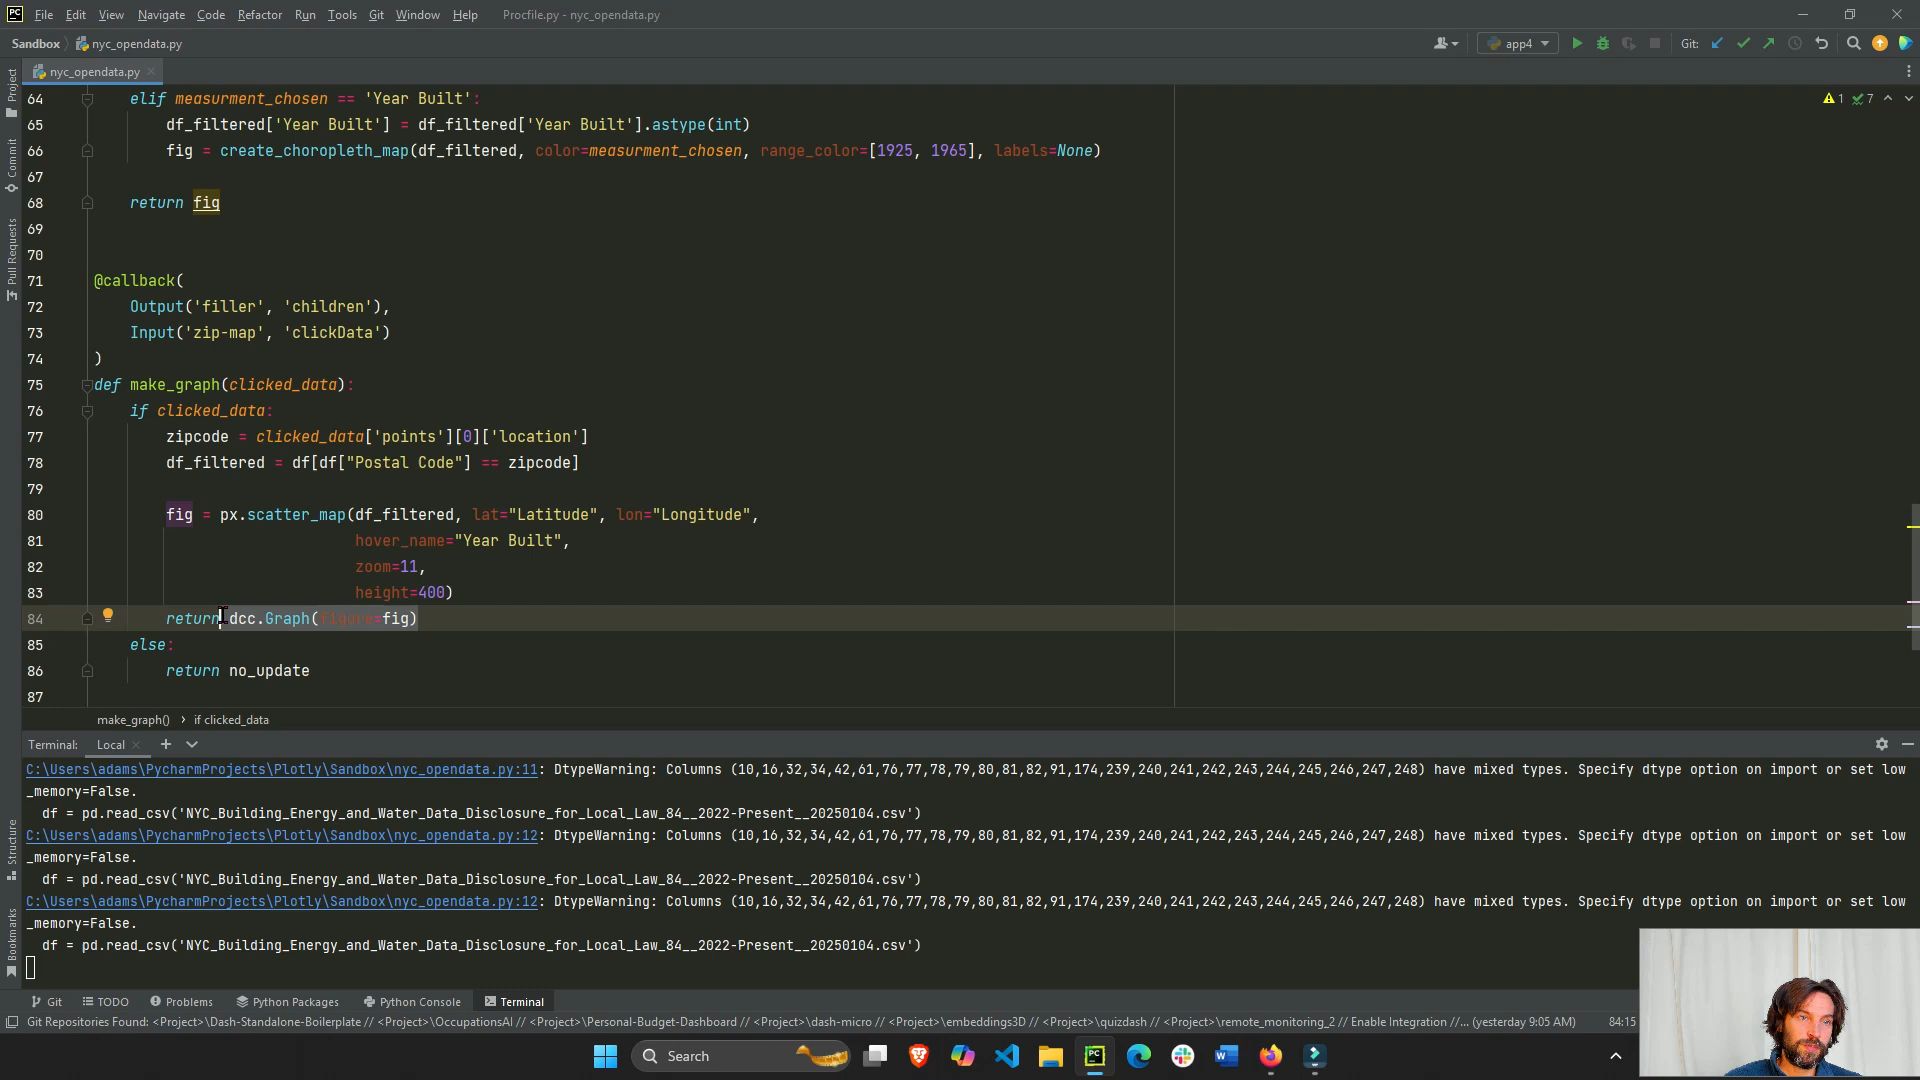 PC File Edit View Navigate Code Refactor Run Tools Git Window Help Procfile.py - nyc_opendata.py
Sandbox nyc_opendata.py app4 Git:
nyc_opendata.py
64 elif measurment_chosen == 'Year Built': 1 7
65 df_filtered['Year Built'] = df_filtered['Year Built'].astype(int)
66 fig = create_choropleth_map(df_filtered, color=measurment_chosen, range_color=[1925, 1965], labels=None)
67
68 return fig
69
70
71 @callback(
72 Output('filler', 'children'),
73 Input('zip-map', 'clickData')
74 )
75 def make_graph(clicked_data):
76 if clicked_data:
77 zipcode = clicked_data['points'][0]['location']
78 df_filtered = df[df["Postal Code"] == zipcode]
79
80 fig = px.scatter_map(df_filtered, lat="Latitude", lon="Longitude",
81 hover_name="Year Built",
82 zoom=11,
83 height=400)
84 return dcc.Graph(figure=fig)
85 else:
86 return no_update
87
Project
Commit
Pull Requests
Structure
Bookmarks
make_graph() › if clicked_data
Terminal: Local
C:\Users\adams\PycharmProjects\Plotly\Sandbox\nyc_opendata.py:11: DtypeWarning: Columns (10,16,32,34,42,61,76,77,78,79,80,81,82,91,174,239,240,241,242,243,244,245,246,247,248) have mixed types. Specify dtype option on import or set low
_memory=False.
df = pd.read_csv('NYC_Building_Energy_and_Water_Data_Disclosure_for_Local_Law_84__2022-Present__20250104.csv')
C:\Users\adams\PycharmProjects\Plotly\Sandbox\nyc_opendata.py:12: DtypeWarning: Columns (10,16,32,34,42,61,76,77,78,79,80,81,82,91,174,239,240,241,242,243,244,245,246,247,248) have mixed types. Specify dtype option on import or set low
_memory=False.
df = pd.read_csv('NYC_Building_Energy_and_Water_Data_Disclosure_for_Local_Law_84__2022-Present__20250104.csv')
C:\Users\adams\PycharmProjects\Plotly\Sandbox\nyc_opendata.py:12: DtypeWarning: Columns (10,16,32,34,42,61,76,77,78,79,80,81,82,91,174,239,240,241,242,243,244,245,246,247,248) have mixed types. Specify dtype option on import or set low
_memory=False.
df = pd.read_csv('NYC_Building_Energy_and_Water_Data_Disclosure_for_Local_Law_84__2022-Present__20250104.csv')
Git TODO Problems Python Packages Python Console Terminal
Git Repositories Found: <Project>\Dash-Standalone-Boilerplate // <Project>\OccupationsAI // <Project>\Personal-Budget-Dashboard // <Project>\dash-micro // <Project>\embeddings3D // <Project>\quizdash // <Project>\remote_monitoring_2 // Enable Integration //... (yesterday 9:05 AM) 84:15
Search